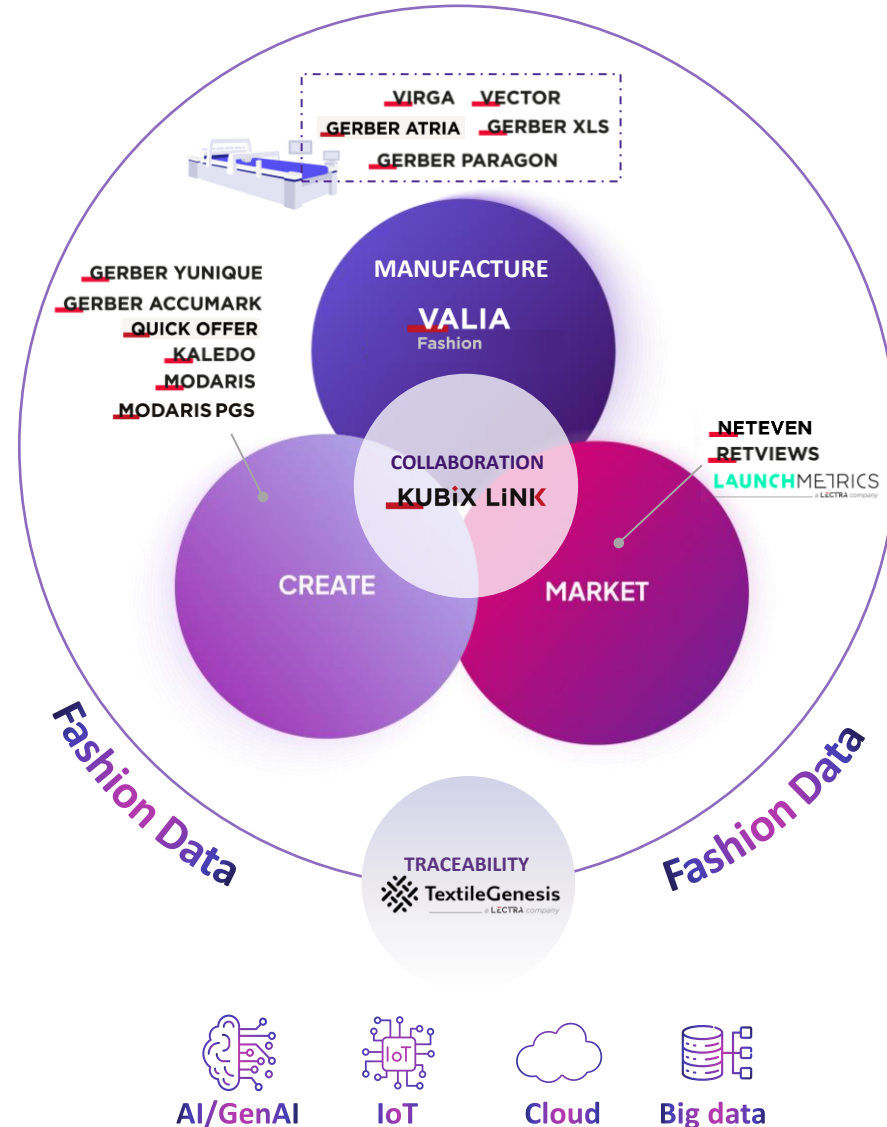 VIRGA VECTOR
GERBER ATRIA GERBER XLS
GERBER PARAGON
MANUFACTURE
VALIA
Fashion
GERBER YUNIQUE
GERBER ACCUMARK
QUICK OFFER
KALEDO
MODARIS
MODARIS PGS
COLLABORATION
KUBiX LiNK
NETEVEN
RETVIEWS
LAUNCHMETRICS
a LECTRA company
CREATE
MARKET
Fashion Data
Fashion Data
TRACEABILITY
TextileGenesis
a LECTRA company
IoT
AI/GenAI
IoT
Cloud
Big data